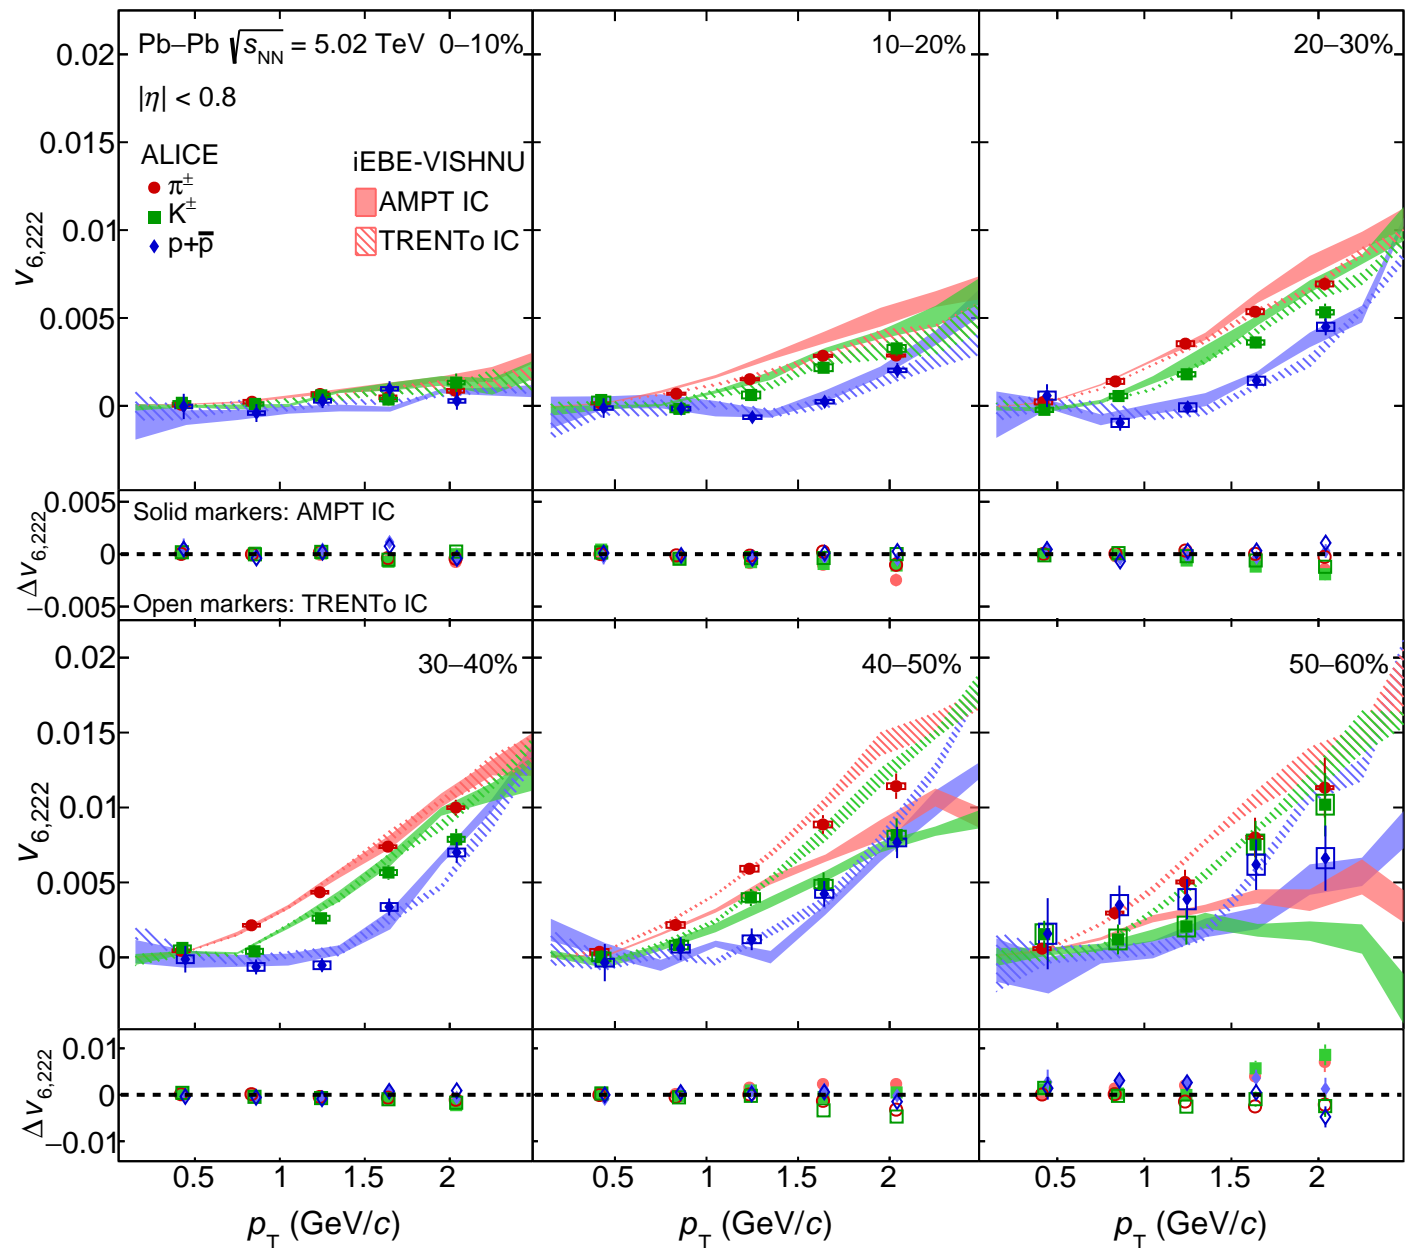 Pb–Pb √sNN = 5.02 TeV 0–10%
10–20%
20–30%
|η| < 0.8
ALICE
π±
K±
p+p̅
iEBE-VISHNU
AMPT IC
TRENTo IC
v6,222
0.02
0.015
0.01
0.005
0
Δv6,222
0.005
0
−0.005
Solid markers: AMPT IC
Open markers: TRENTo IC
30–40%
40–50%
50–60%
v6,222
0.02
0.015
0.01
0.005
0
Δv6,222
0.01
0
−0.01
0.5 1 1.5 2
0.5 1 1.5 2
0.5 1 1.5 2
pT (GeV/c)
pT (GeV/c)
pT (GeV/c)